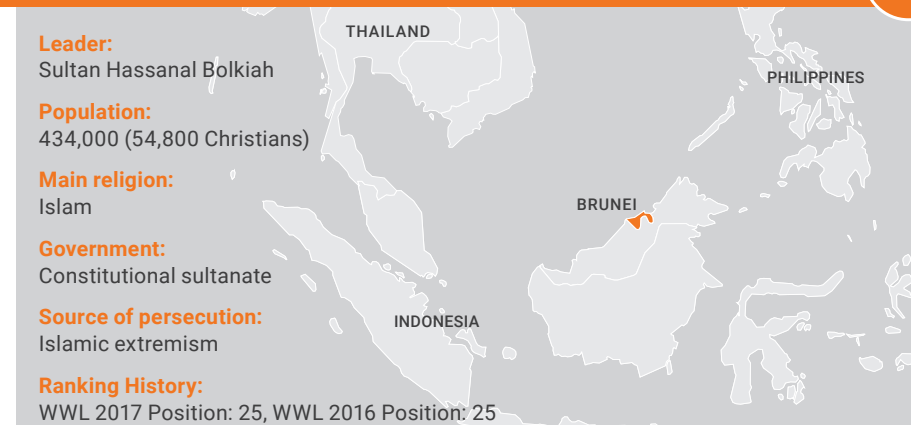 Leader:
Sultan Hassanal Bolkiah
Population:
434,000 (54,800 Christians)
Main religion:
Islam
Government:
Constitutional sultanate
Source of persecution:
Islamic extremism
Ranking History:
WWL 2017 Position: 25, WWL 2016 Position: 25
THAILAND
PHILIPPINES
BRUNEI
INDONESIA